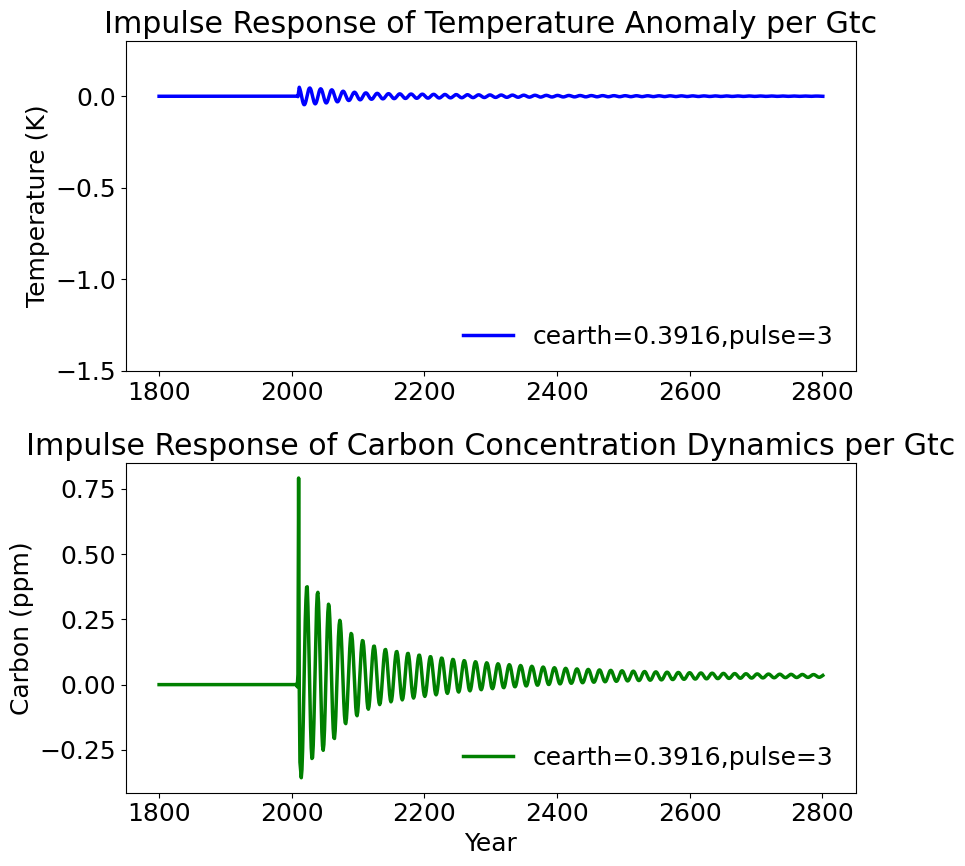 Impulse Response of Temperature Anomaly per Gtc
0.0
−0.5
−1.0
−1.5
Temperature (K)
cearth=0.3916,pulse=3
1800 2000 2200 2400 2600 2800
Impulse Response of Carbon Concentration Dynamics per Gtc
0.75
0.50
0.25
0.00
−0.25
Carbon (ppm)
cearth=0.3916,pulse=3
1800 2000 2200 2400 2600 2800
Year